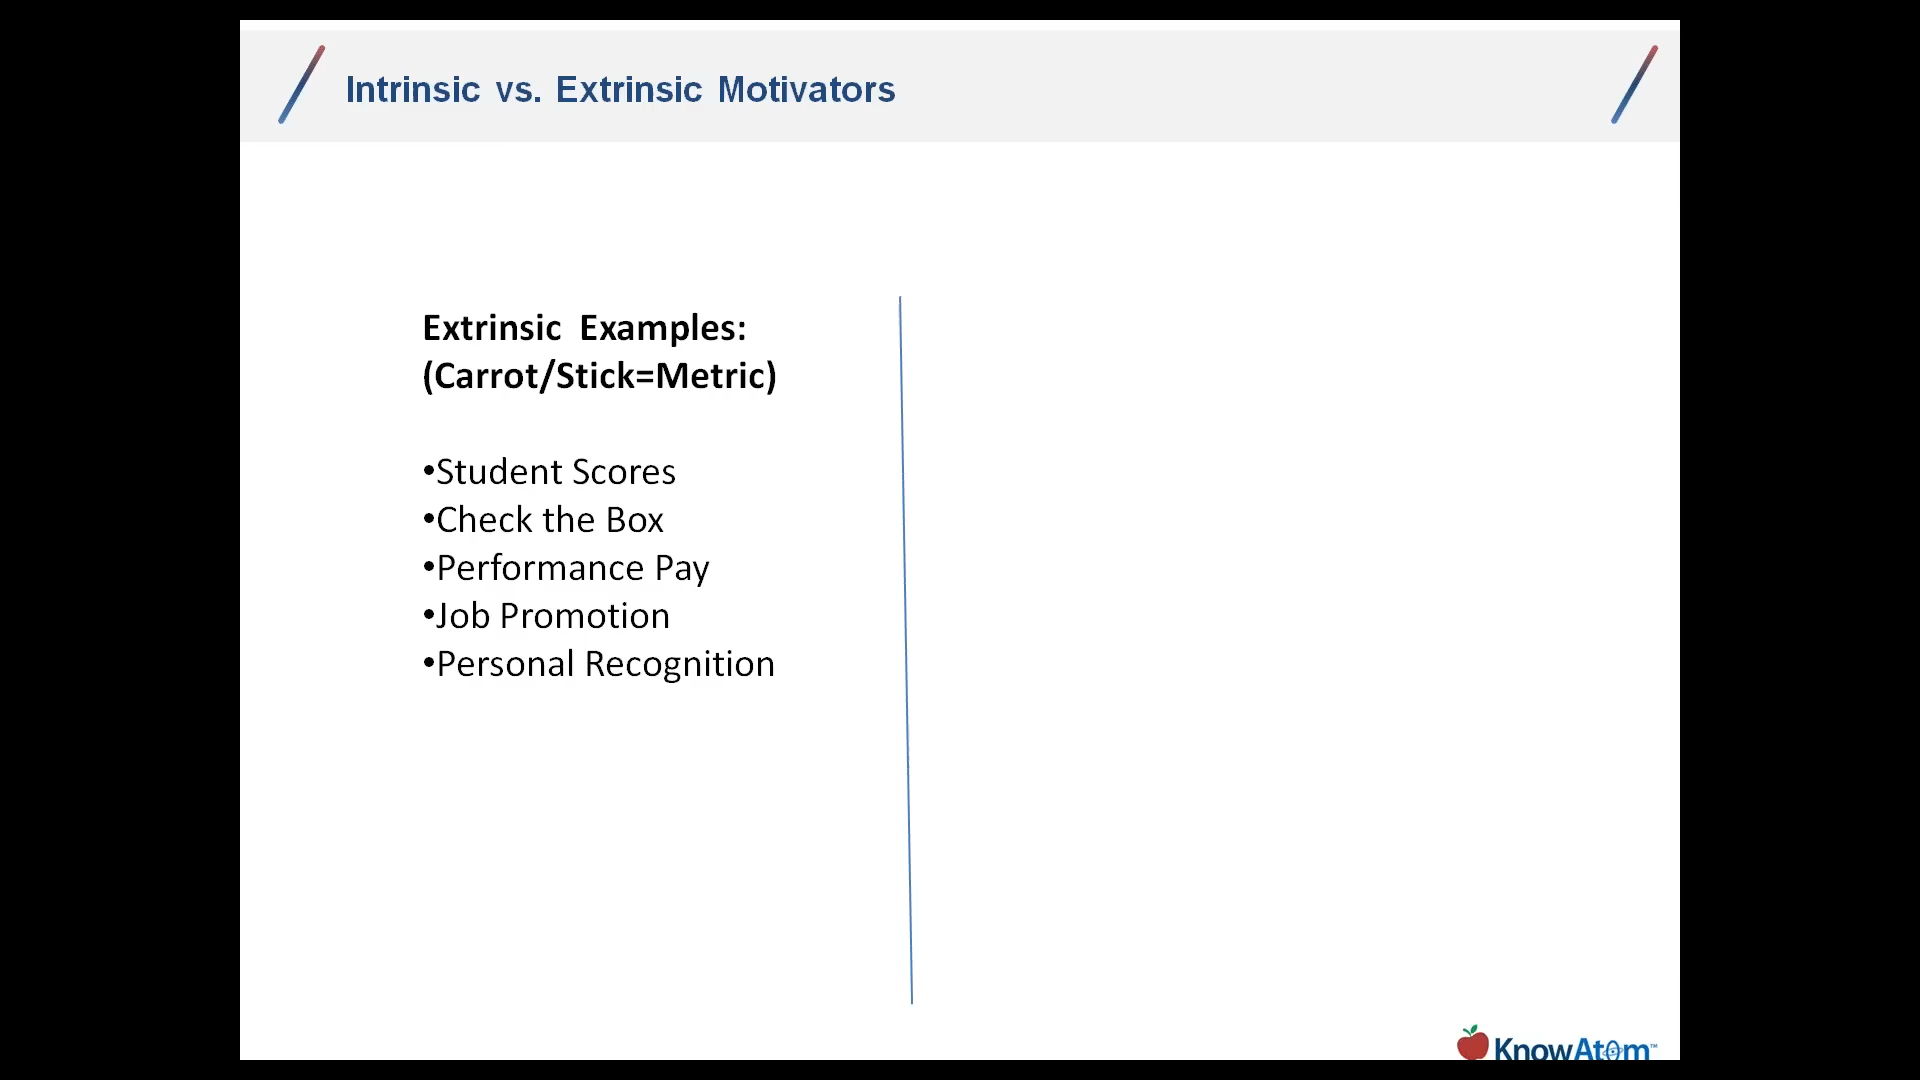 Intrinsic vs. Extrinsic Motivators
Extrinsic Examples:
(Carrot/Stick=Metric)
•Student Scores
•Check the Box
•Performance Pay
•Job Promotion
•Personal Recognition
KnowAtom™